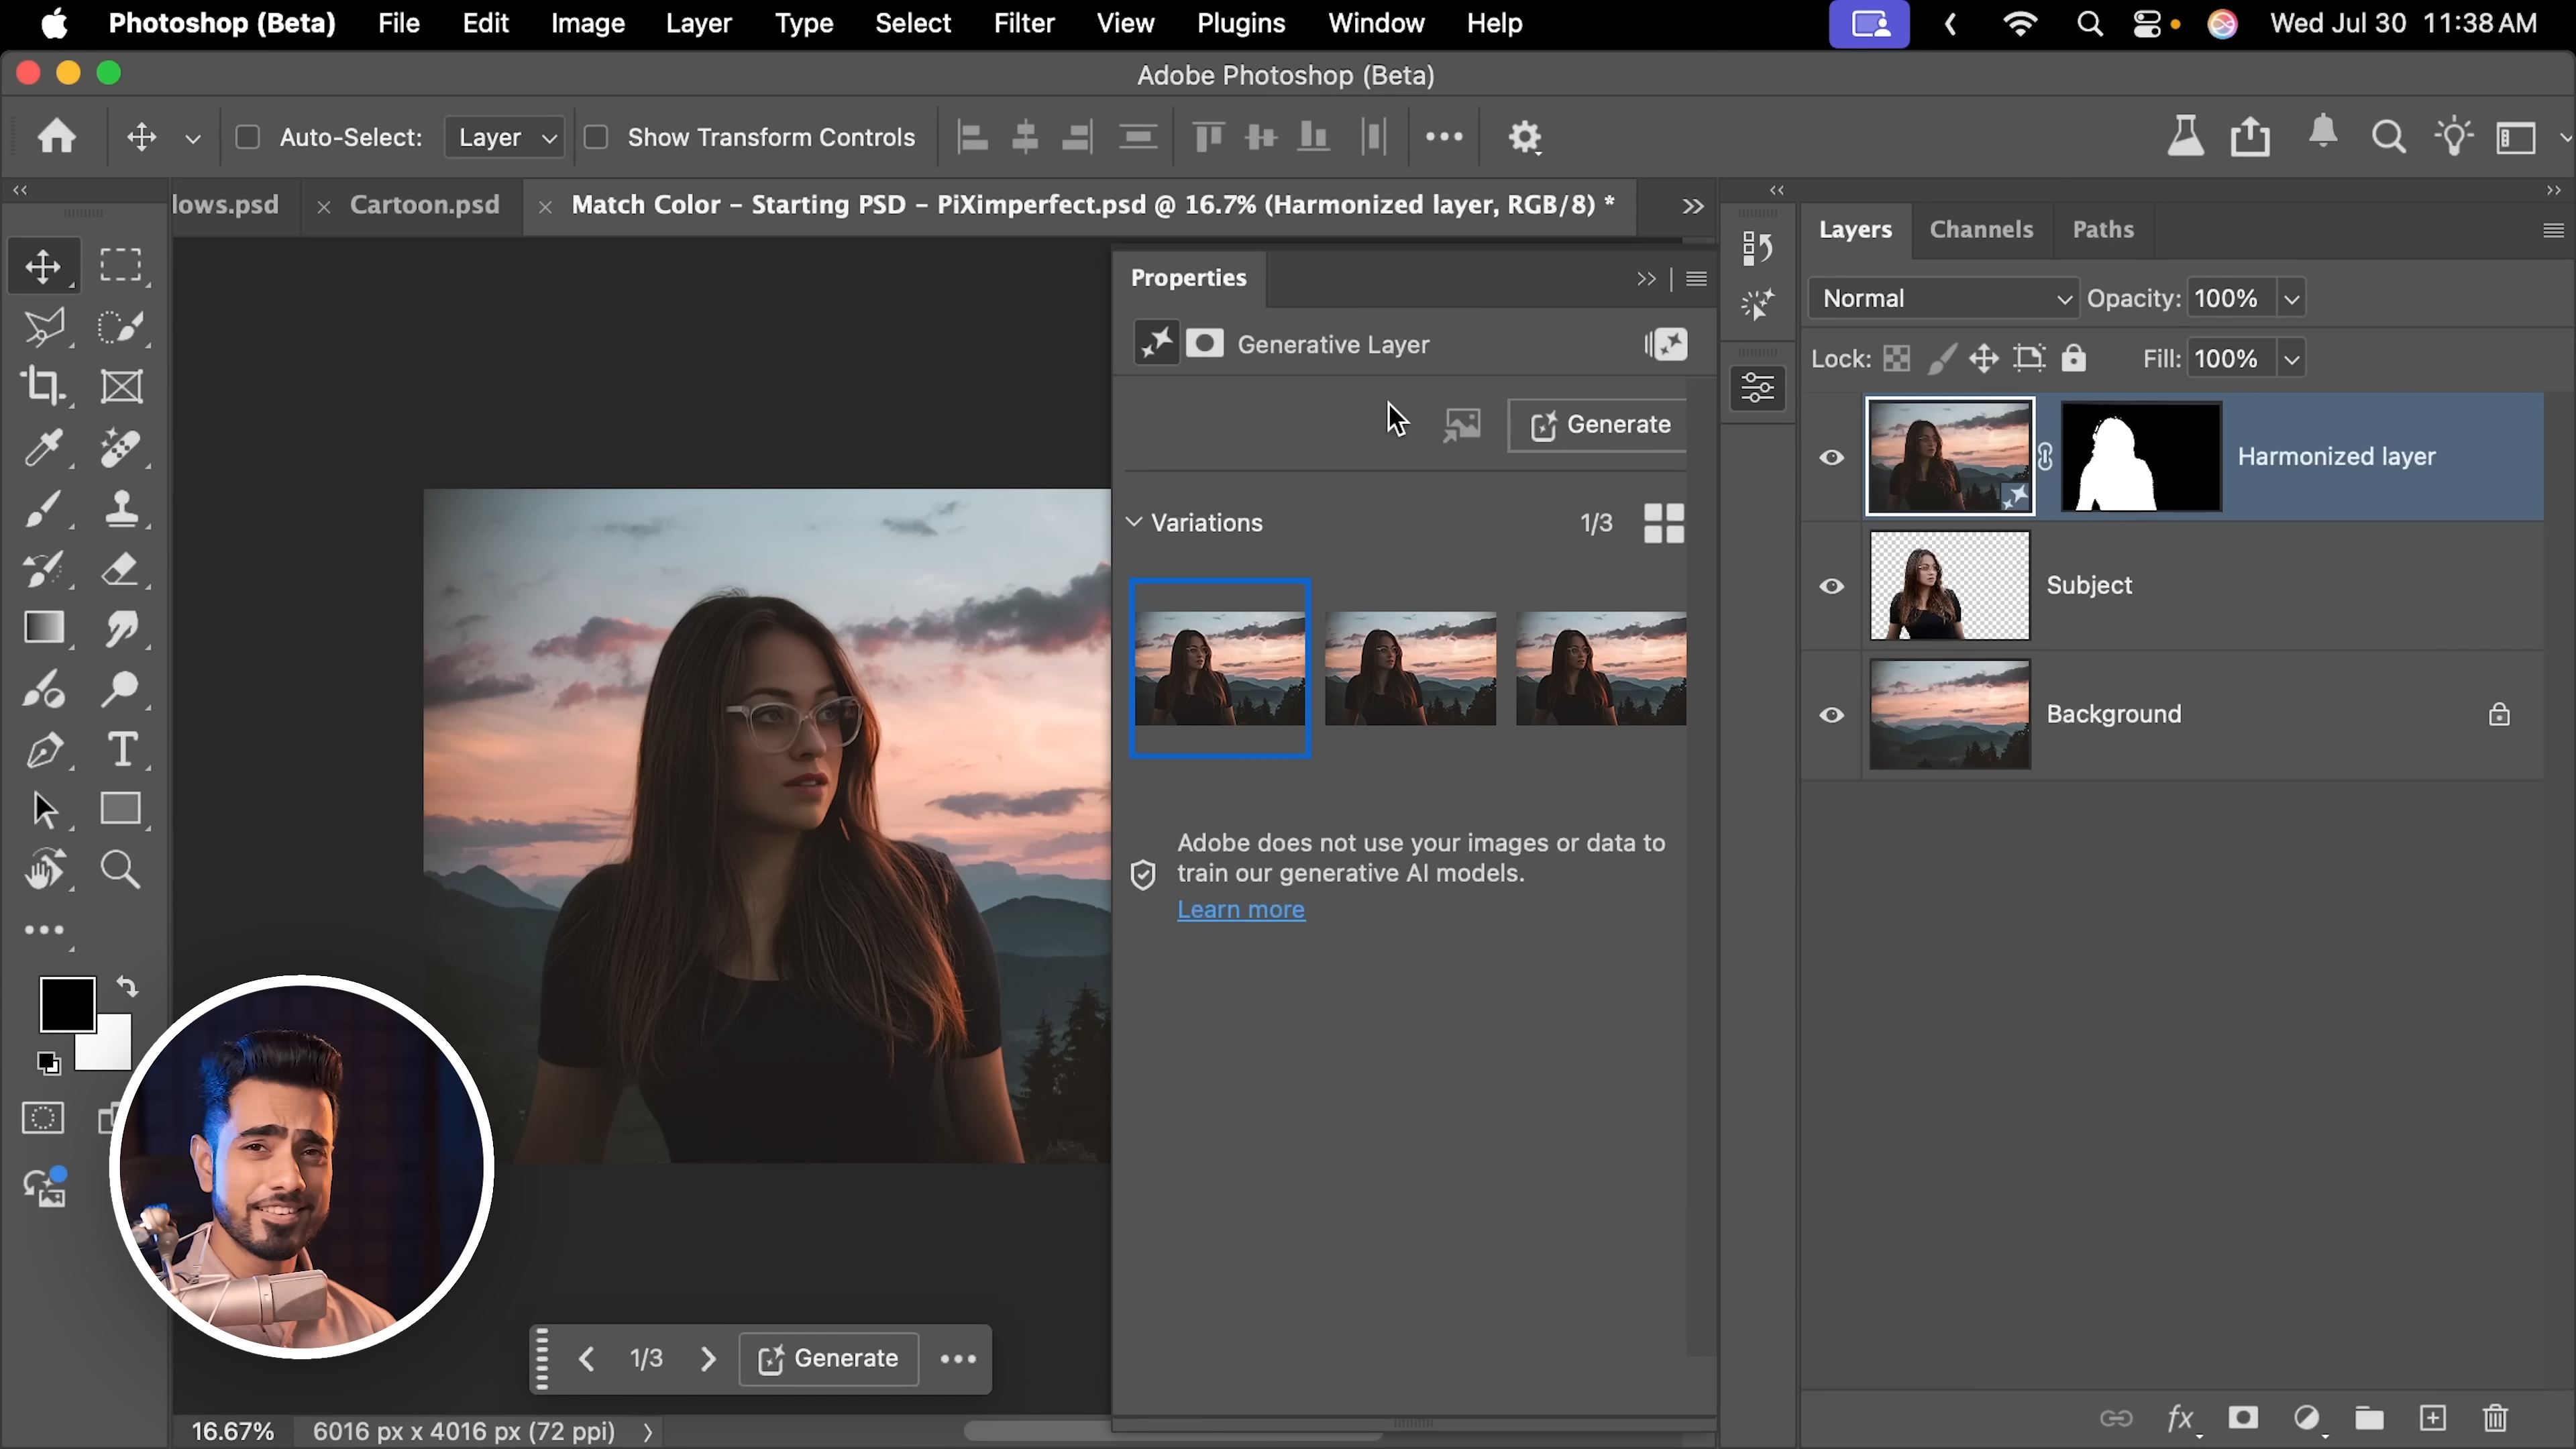 Photoshop (Beta) File Edit Image Layer Type Select Filter View Plugins Window Help Wed Jul 30 11:38 AM
Adobe Photoshop (Beta)
Auto-Select: Layer Show Transform Controls
lows.psd Cartoon.psd Match Color – Starting PSD – PiXimperfect.psd @ 16.7% (Harmonized layer, RGB/8) *
Properties
Generative Layer
Generate
Variations 1/3
Adobe does not use your images or data to
train our generative AI models.
Learn more
1/3 Generate
16.67% 6016 px x 4016 px (72 ppi)
Layers Channels Paths
Normal Opacity: 100%
Lock: Fill: 100%
Harmonized layer
Subject
Background
fx